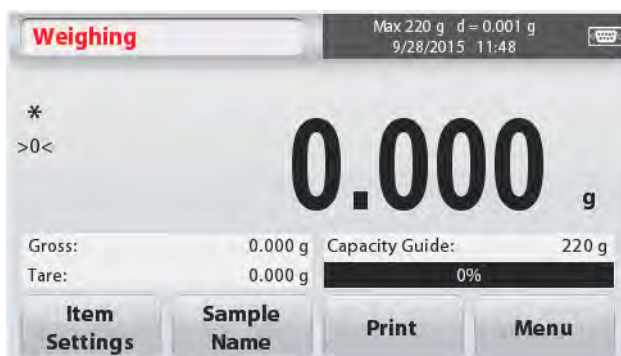 Weighing
Max 220 g d = 0.001 g
9/28/2015 11:48
*
>0<
0.000 g
Gross: 0.000 g
Tare: 0.000 g
Capacity Guide: 220 g
0%
Item
Settings
Sample
Name
Print
Menu